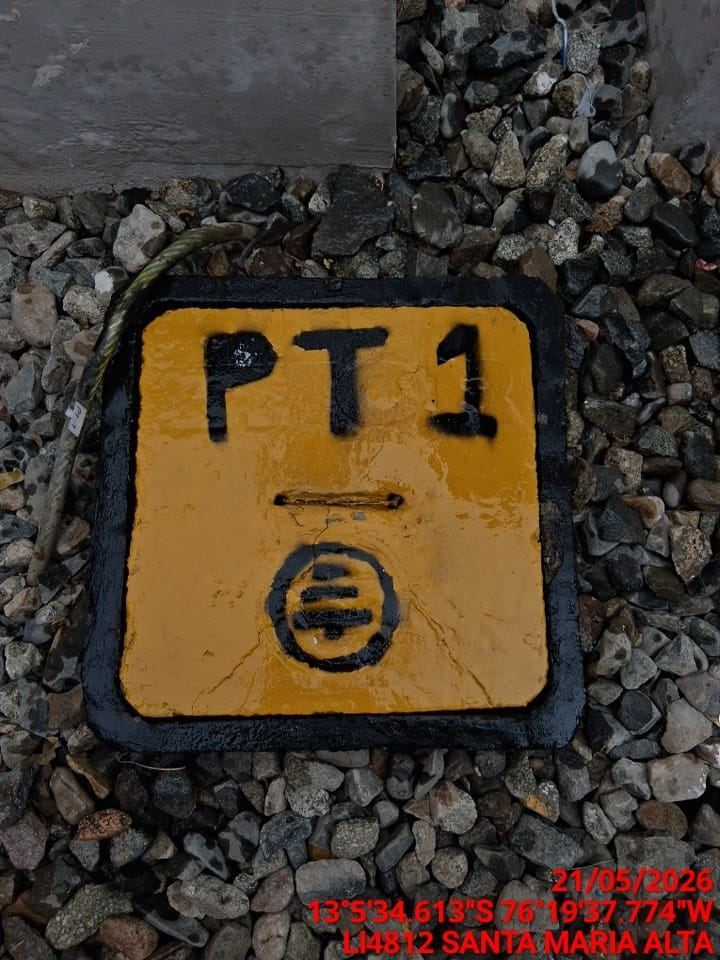 PT1
21/05/2026
13°5'34.613"S 76°19'37.774"W
LI4812 SANTA MARIA ALTA